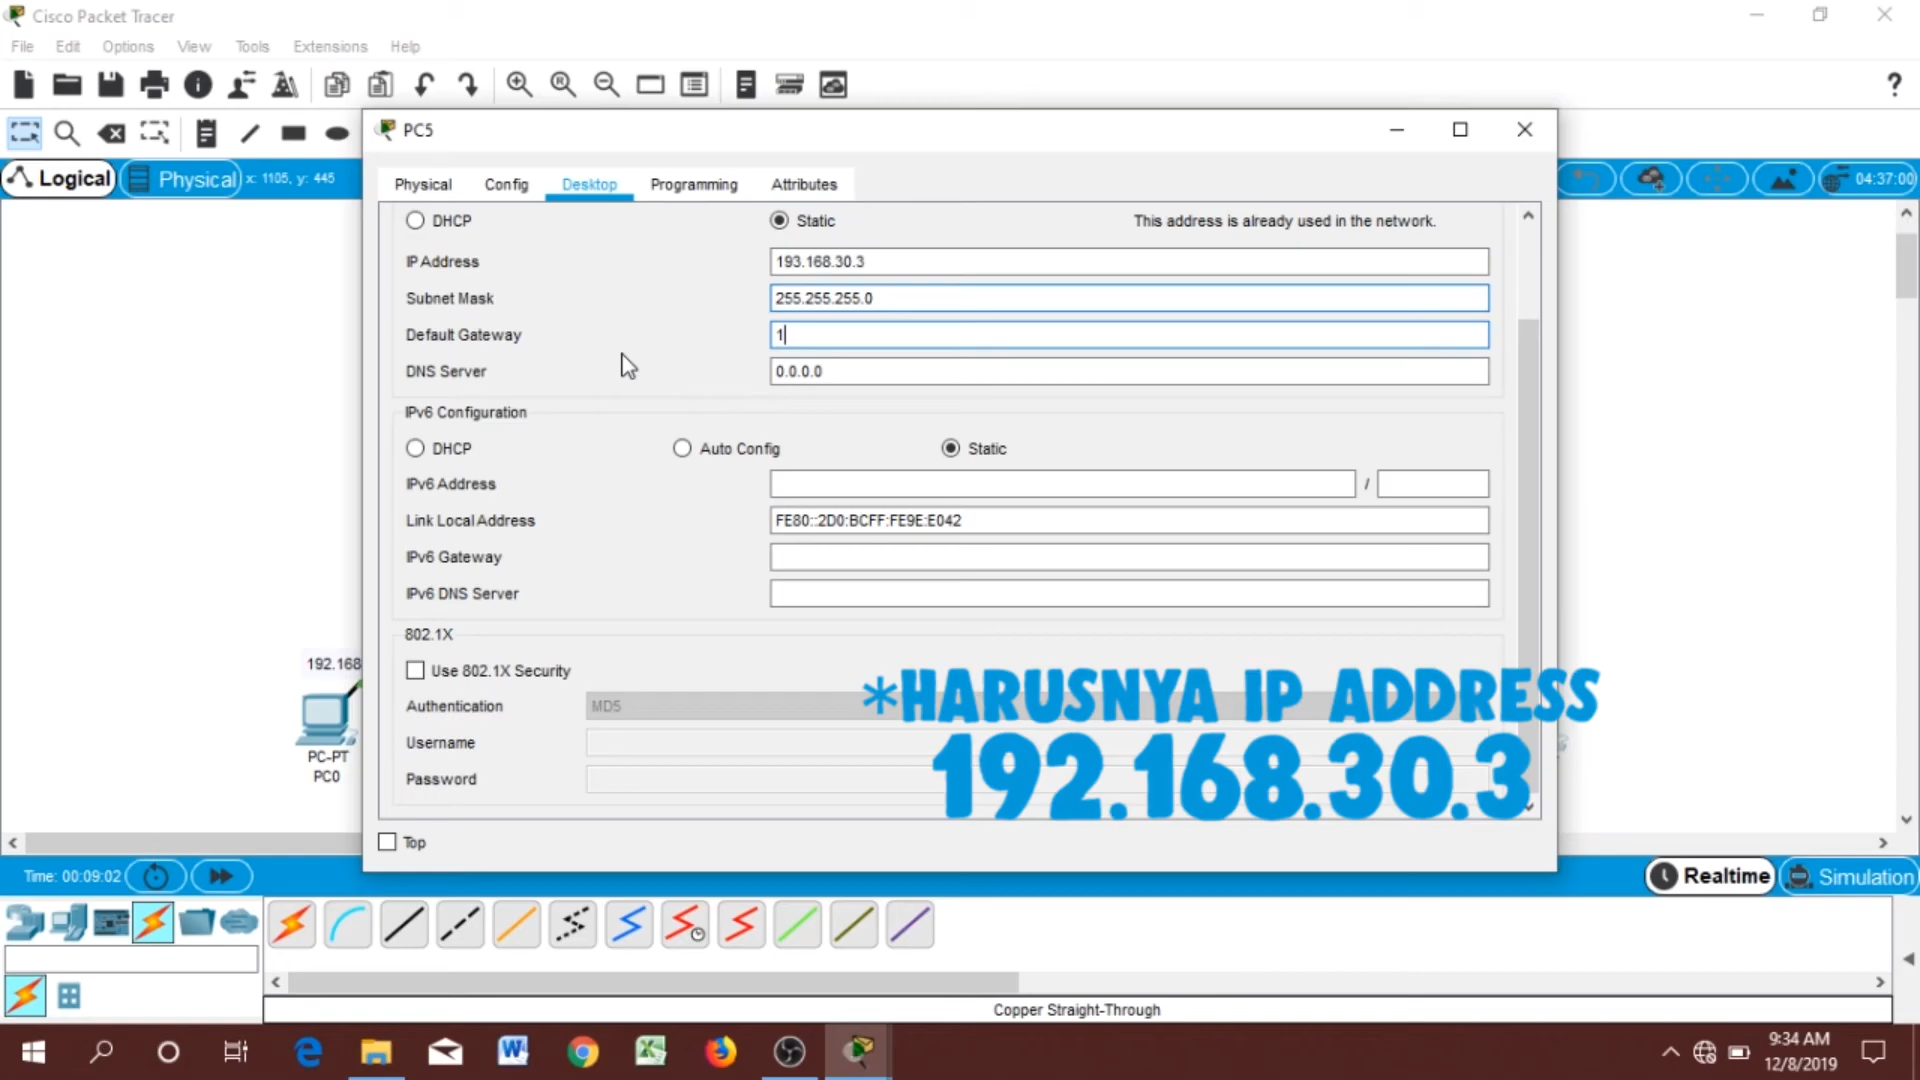 Cisco Packet Tracer
File Edit Options View Tools Extensions Help
?
PC5
Logical Physical x: 1105, y: 445
04:37:00
Physical Config Desktop Programming Attributes
DHCP Static This address is already used in the network.
IP Address 193.168.30.3
Subnet Mask 255.255.255.0
Default Gateway 1
DNS Server 0.0.0.0
IPv6 Configuration
DHCP Auto Config Static
IPv6 Address /
Link Local Address FE80::2D0:BCFF:FE9E:E042
IPv6 Gateway
IPv6 DNS Server
802.1X
Use 802.1X Security
Authentication MD5
Username
Password
192.168
PC-PT
PC0
*HARUSNYA IP ADDRESS
192.168.30.3
Top
Time: 00:09:02
Realtime Simulation
Copper Straight-Through
9:34 AM
12/8/2019